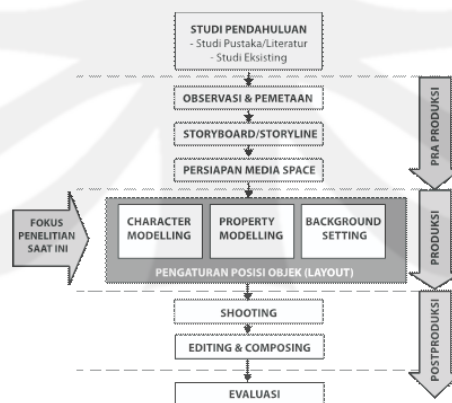 STUDI PENDAHULUAN
- Studi Pustaka/Literatur
- Studi Eksisting
OBSERVASI & PEMETAAN
STORYBOARD/STORYLINE
PERSIAPAN MEDIA SPACE
PRA PRODUKSI
FOKUS
PENELITIAN
SAAT INI
CHARACTER
MODELLING
PROPERTY
MODELLING
BACKGROUND
SETTING
PENGATURAN POSISI OBJEK (LAYOUT)
PRODUKSI
SHOOTING
EDITING & COMPOSING
POSTPRODUKSI
EVALUASI